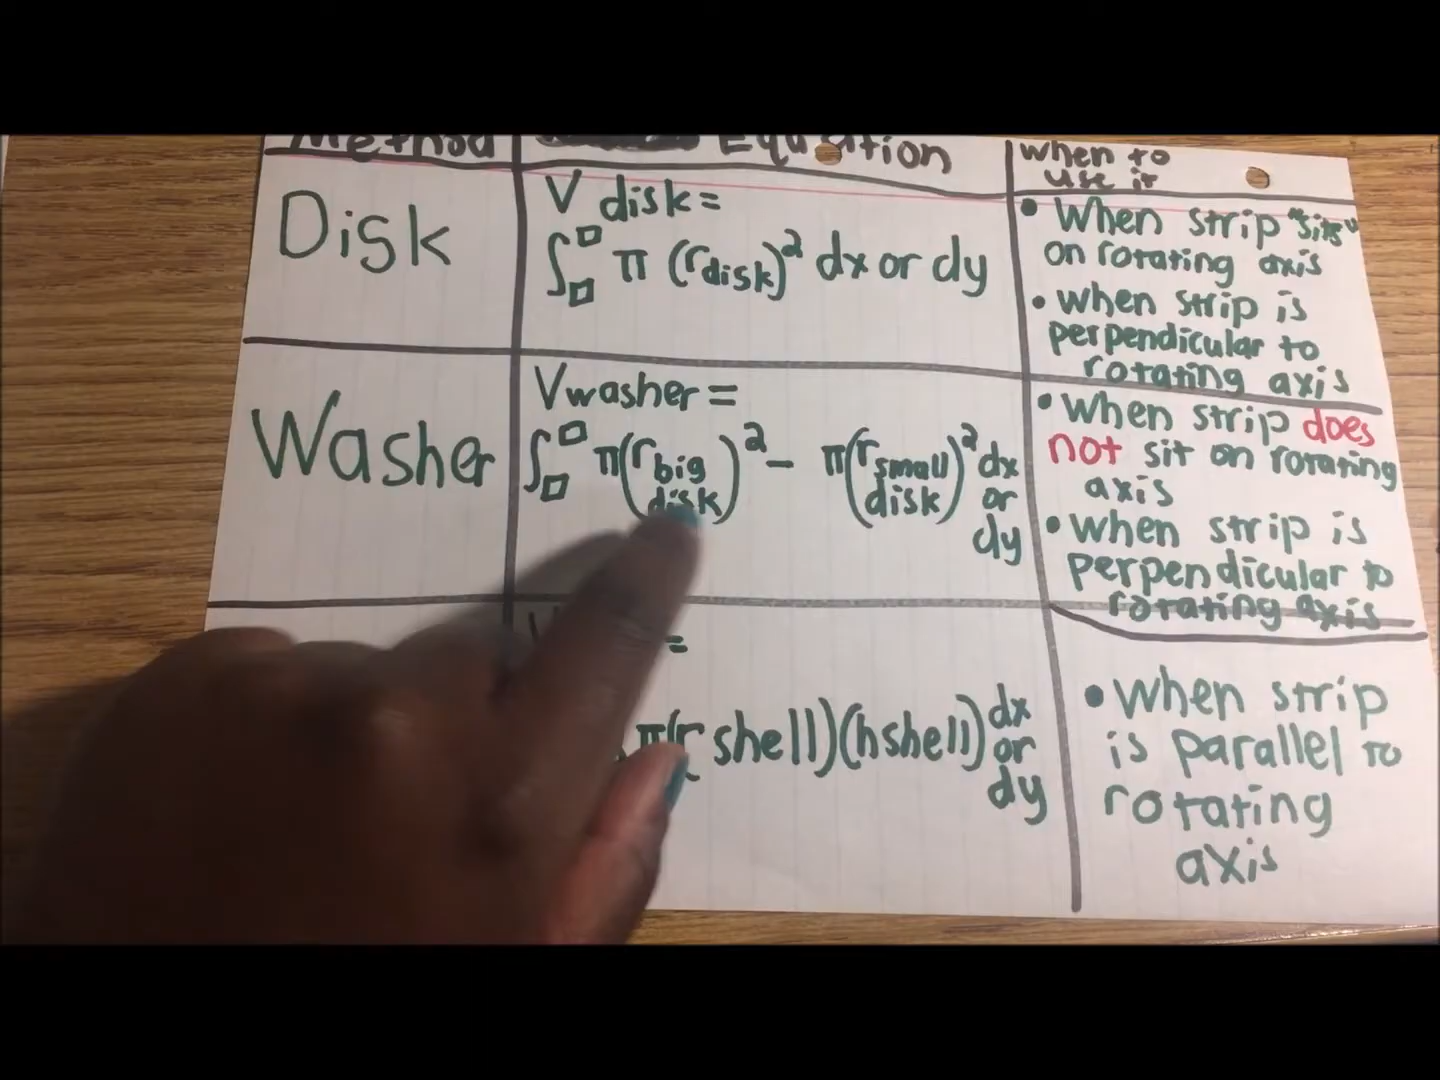 Method Equation when to
use it
Disk
V disk =
∫ π (r disk)² dx or dy
• When strip "sits"
on rotating axis
• when strip is
perpendicular to
rotating axis
Washer
Vwasher =
∫ π(r big disk)² - π(r small disk)² dx
or
dy
• when strip does
not sit on rotating
axis
• when strip is
perpendicular to
rotating axis
V =
π(r shell)(h shell) dx
or
dy
• when strip
is parallel to
rotating
axis